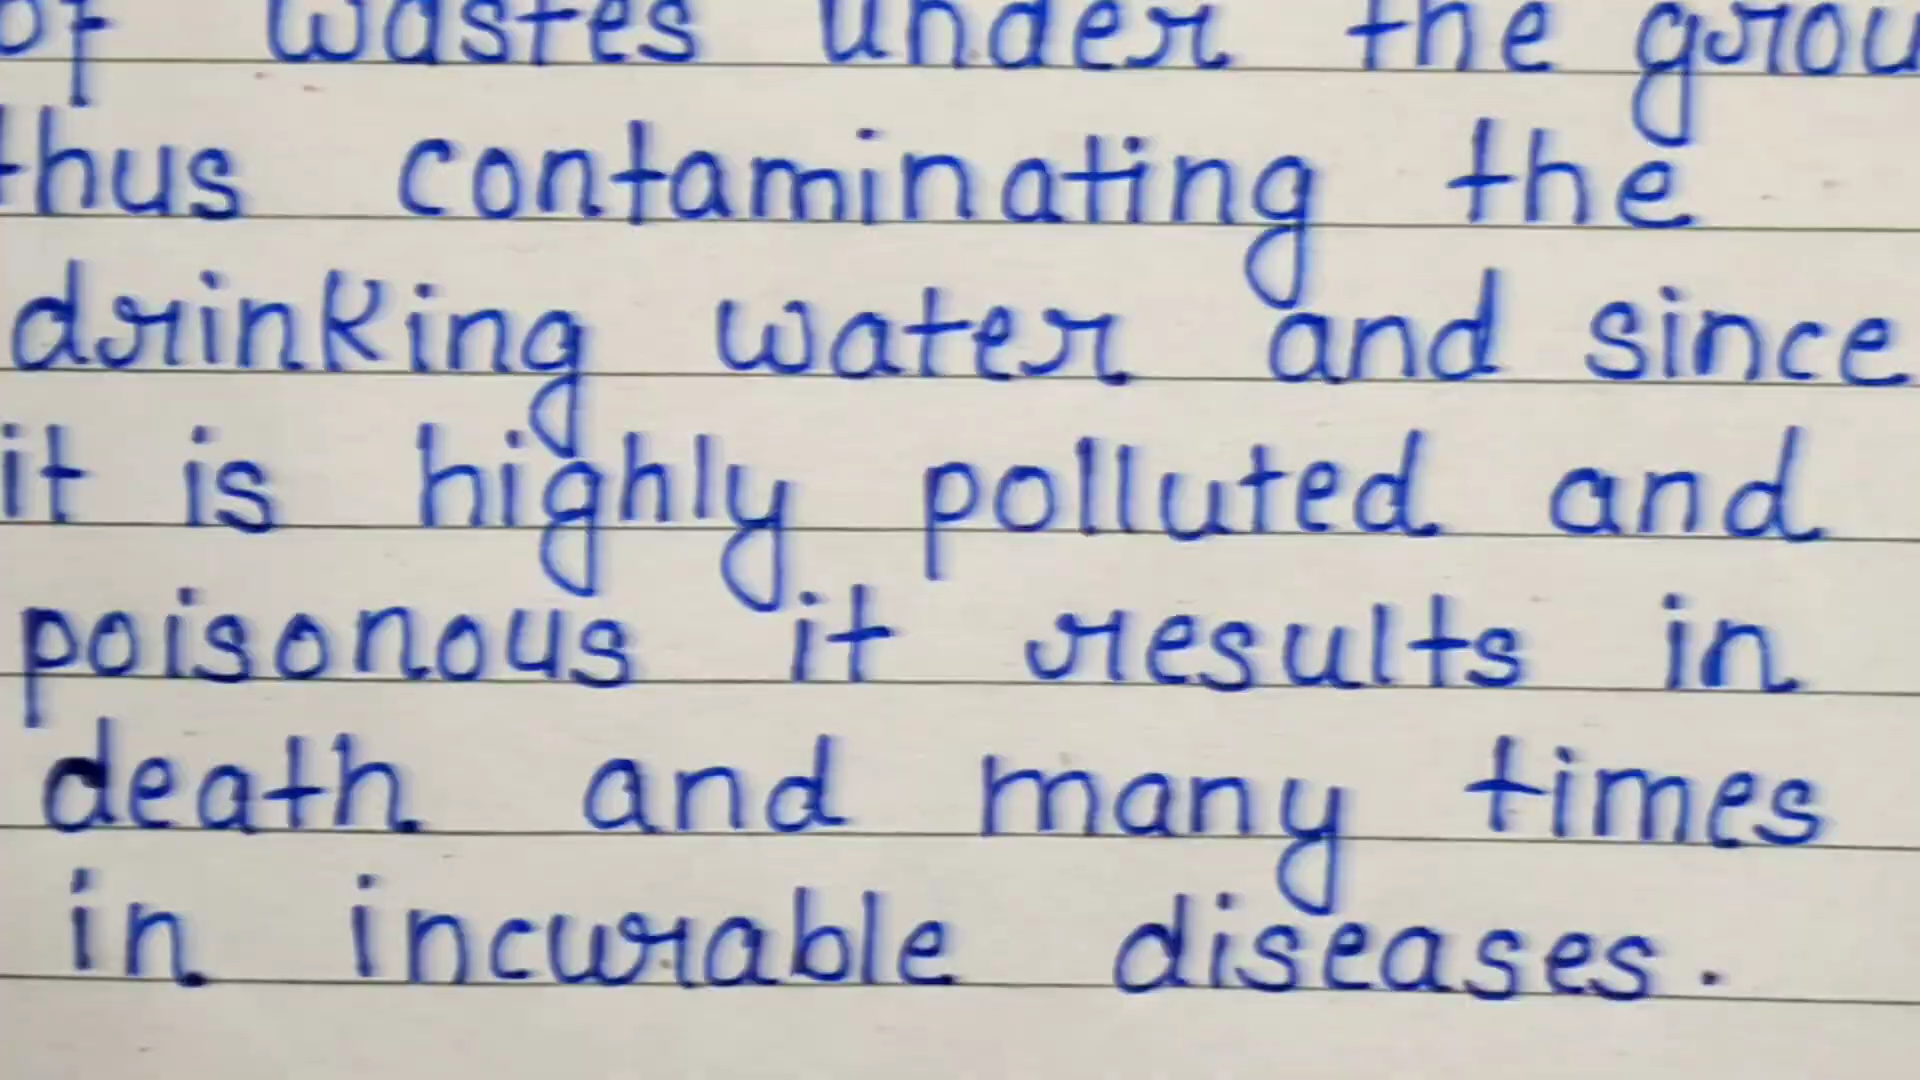 of wastes under the grou
thus contaminating the
drinking water and since
it is highly polluted and
poisonous it results in
death and many times
in incurable diseases.